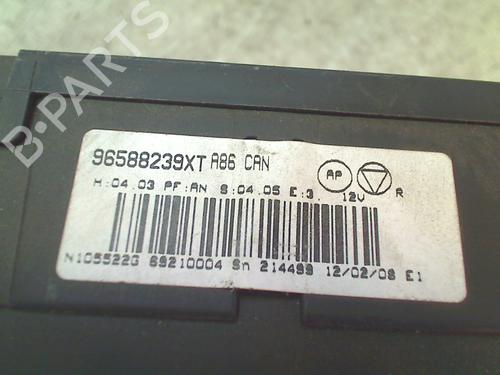 B-PARTS
96588239XT A86 CAN
AP
H:04.03 PF:AN S:04.05 E:3. 12V R
N105522G 69210004 Sn 214499 12/02/08 E1